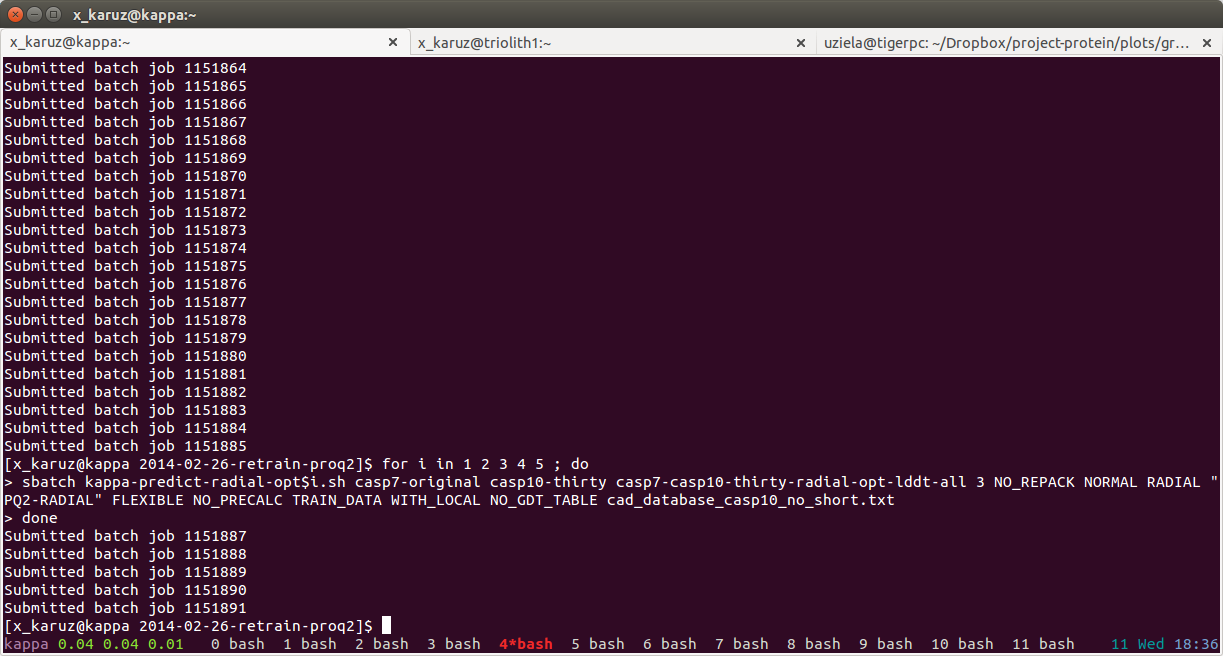 x_karuz@kappa:~
x_karuz@kappa:~ x_karuz@triolith1:~ uziela@tigerpc: ~/Dropbox/project-protein/plots/gr...
Submitted batch job 1151864
Submitted batch job 1151865
Submitted batch job 1151866
Submitted batch job 1151867
Submitted batch job 1151868
Submitted batch job 1151869
Submitted batch job 1151870
Submitted batch job 1151871
Submitted batch job 1151872
Submitted batch job 1151873
Submitted batch job 1151874
Submitted batch job 1151875
Submitted batch job 1151876
Submitted batch job 1151877
Submitted batch job 1151878
Submitted batch job 1151879
Submitted batch job 1151880
Submitted batch job 1151881
Submitted batch job 1151882
Submitted batch job 1151883
Submitted batch job 1151884
Submitted batch job 1151885
[x_karuz@kappa 2014-02-26-retrain-proq2]$ for i in 1 2 3 4 5 ; do
> sbatch kappa-predict-radial-opt$i.sh casp7-original casp10-thirty casp7-casp10-thirty-radial-opt-lddt-all 3 NO_REPACK NORMAL RADIAL "
PQ2-RADIAL" FLEXIBLE NO_PRECALC TRAIN_DATA WITH_LOCAL NO_GDT_TABLE cad_database_casp10_no_short.txt
> done
Submitted batch job 1151887
Submitted batch job 1151888
Submitted batch job 1151889
Submitted batch job 1151890
Submitted batch job 1151891
[x_karuz@kappa 2014-02-26-retrain-proq2]$
kappa 0.04 0.04 0.01 0 bash 1 bash 2 bash 3 bash 4*bash 5 bash 6 bash 7 bash 8 bash 9 bash 10 bash 11 bash 11 Wed 18:36